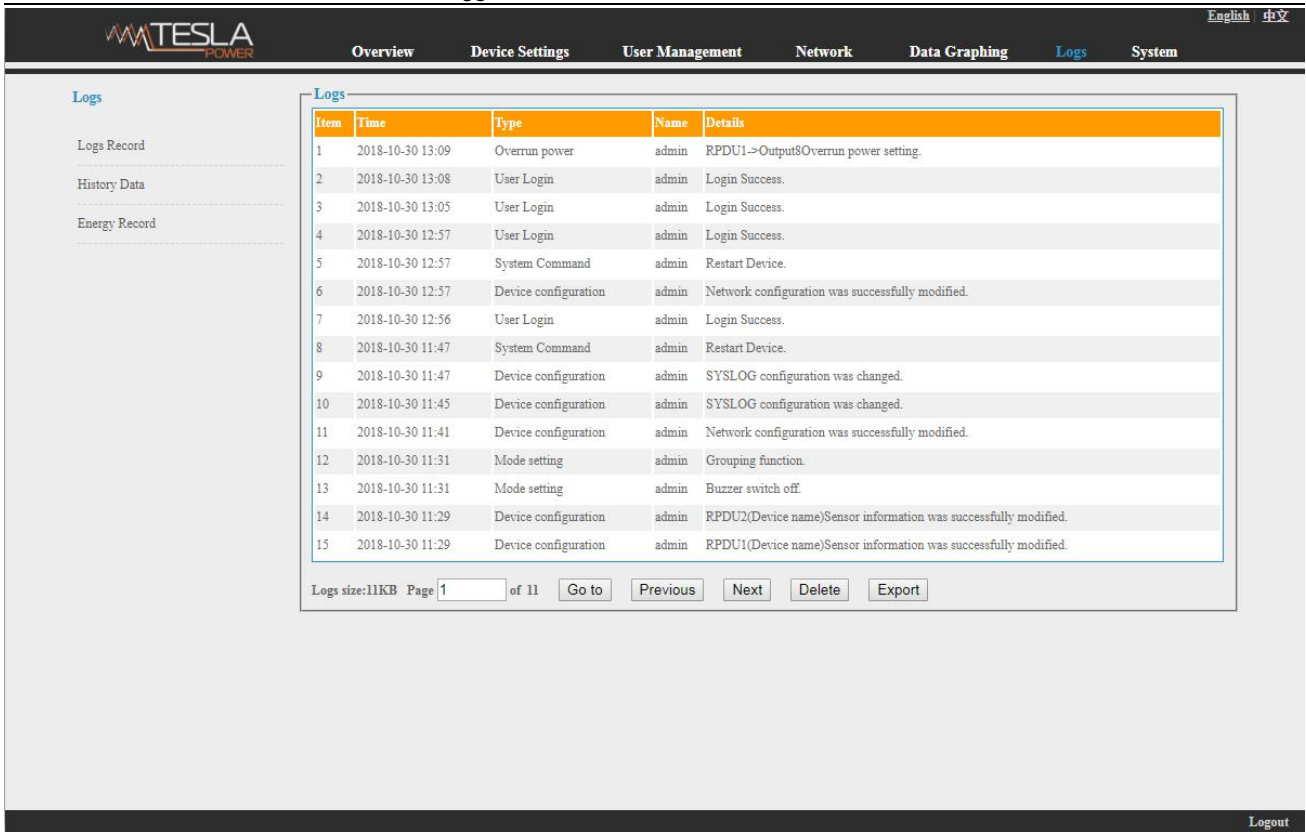 English | 中文
TESLA
POWER
Overview Device Settings User Management Network Data Graphing Logs System
Logs
Logs Record
History Data
Energy Record
Logs
Item Time Type Name Details
1 2018-10-30 13:09 Overrun power admin RPDU1->Output8Overrun power setting.
2 2018-10-30 13:08 User Login admin Login Success.
3 2018-10-30 13:05 User Login admin Login Success.
4 2018-10-30 12:57 User Login admin Login Success.
5 2018-10-30 12:57 System Command admin Restart Device.
6 2018-10-30 12:57 Device configuration admin Network configuration was successfully modified.
7 2018-10-30 12:56 User Login admin Login Success.
8 2018-10-30 11:47 System Command admin Restart Device.
9 2018-10-30 11:47 Device configuration admin SYSLOG configuration was changed.
10 2018-10-30 11:45 Device configuration admin SYSLOG configuration was changed.
11 2018-10-30 11:41 Device configuration admin Network configuration was successfully modified.
12 2018-10-30 11:31 Mode setting admin Grouping function.
13 2018-10-30 11:31 Mode setting admin Buzzer switch off.
14 2018-10-30 11:29 Device configuration admin RPDU2(Device name)Sensor information was successfully modified.
15 2018-10-30 11:29 Device configuration admin RPDU1(Device name)Sensor information was successfully modified.
Logs size:11KB Page 1 of 11 Go to Previous Next Delete Export
Logout